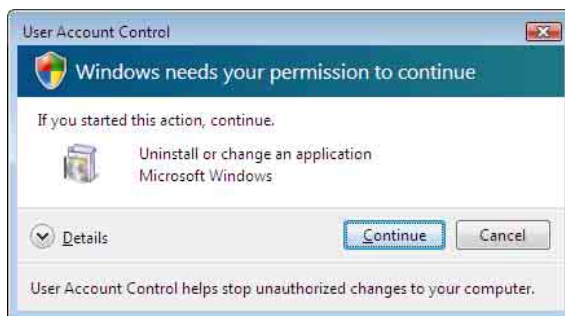 User Account Control
Windows needs your permission to continue
If you started this action, continue.
Uninstall or change an application
Microsoft Windows
Details
Continue
Cancel
User Account Control helps stop unauthorized changes to your computer.